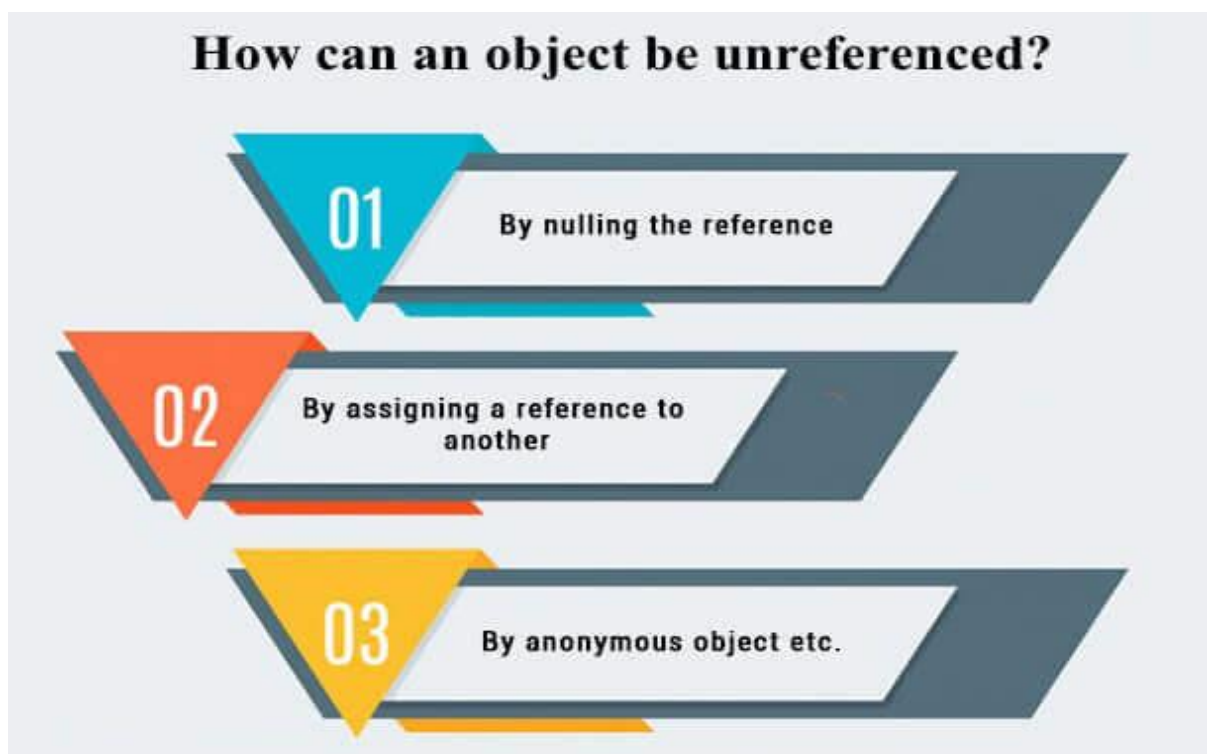 How can an object be unreferenced?
01
By nulling the reference
02
By assigning a reference to
another
03
By anonymous object etc.